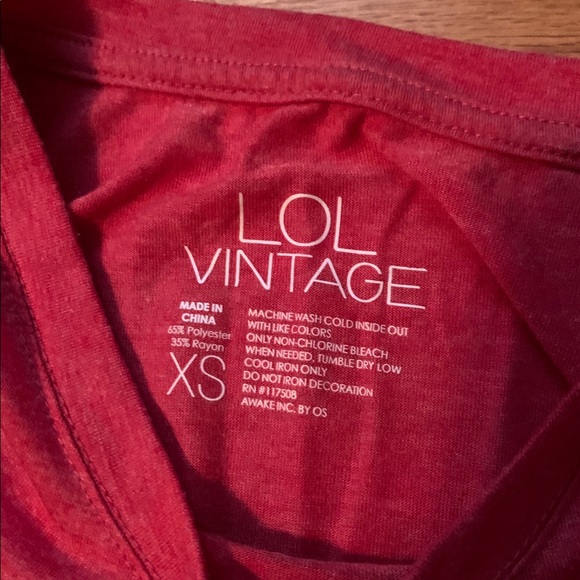 LOL
VINTAGE
MADE IN
CHINA
65% Polyester
35% Rayon
XS
MACHINE WASH COLD INSIDE OUT
WITH LIKE COLORS
ONLY NON-CHLORINE BLEACH
WHEN NEEDED, TUMBLE DRY LOW
COOL IRON ONLY
DO NOT IRON DECORATION
RN #117508
AWAKE INC. BY OS